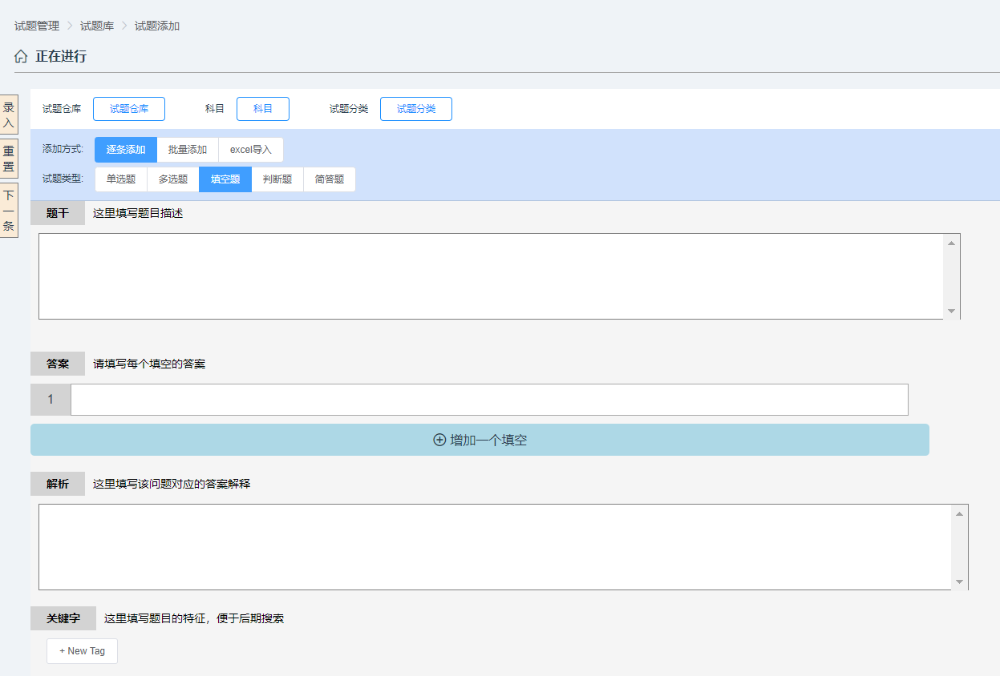 试题管理 > 试题库 > 试题添加
正在进行
录入
重置
下一条
试题仓库 试题仓库 科目 科目 试题分类 试题分类
添加方式: 逐条添加 批量添加 excel导入
试题类型: 单选题 多选题 填空题 判断题 简答题
题干 这里填写题目描述
答案 请填写每个填空的答案
1
增加一个填空
解析 这里填写该问题对应的答案解释
关键字 这里填写题目的特征，便于后期搜索
+ New Tag